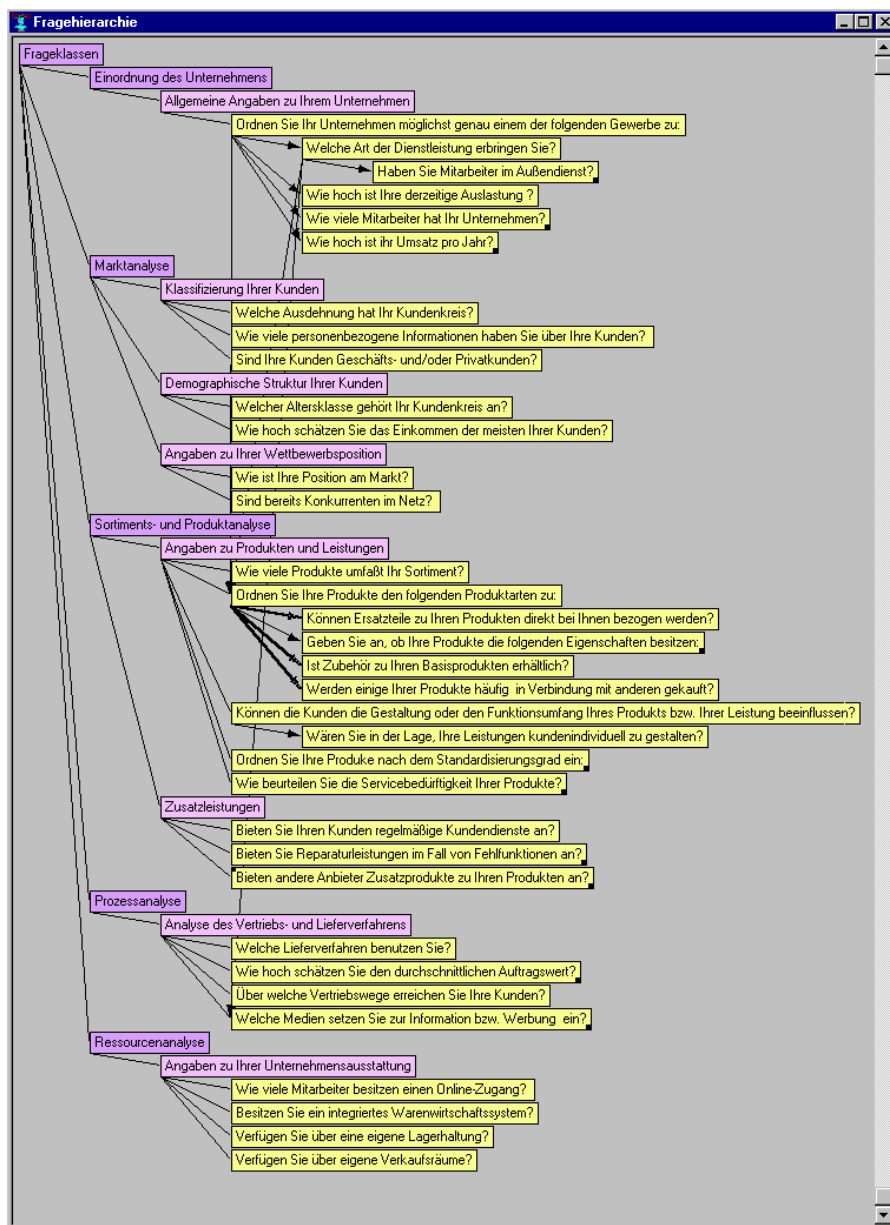 Fragehierarchie
Frageklassen
Einordnung des Unternehmens
Allgemeine Angaben zu Ihrem Unternehmen
Ordnen Sie Ihr Unternehmen möglichst genau einem der folgenden Gewerbe zu:
Welche Art der Dienstleistung erbringen Sie?
Haben Sie Mitarbeiter im Außendienst?
Wie hoch ist Ihre derzeitige Auslastung ?
Wie viele Mitarbeiter hat Ihr Unternehmen?
Wie hoch ist ihr Umsatz pro Jahr?
Marktanalyse
Klassifizierung Ihrer Kunden
Welche Ausdehnung hat Ihr Kundenkreis?
Wie viele personenbezogene Informationen haben Sie über Ihre Kunden?
Sind Ihre Kunden Geschäfts- und/oder Privatkunden?
Demographische Struktur Ihrer Kunden
Welcher Altersklasse gehört Ihr Kundenkreis an?
Wie hoch schätzen Sie das Einkommen der meisten Ihrer Kunden?
Angaben zu Ihrer Wettbewerbsposition
Wie ist Ihre Position am Markt?
Sind bereits Konkurrenten im Netz?
Sortiments- und Produktanalyse
Angaben zu Produkten und Leistungen
Wie viele Produkte umfaßt Ihr Sortiment?
Ordnen Sie Ihre Produkte den folgenden Produktarten zu:
Können Ersatzteile zu Ihren Produkten direkt bei Ihnen bezogen werden?
Geben Sie an, ob Ihre Produkte die folgenden Eigenschaften besitzen:
Ist Zubehör zu Ihren Basisprodukten erhältlich?
Werden einige Ihrer Produkte häufig in Verbindung mit anderen gekauft?
Können die Kunden die Gestaltung oder den Funktionsumfang Ihres Produkts bzw. Ihrer Leistung beeinflussen?
Wären Sie in der Lage, Ihre Leistungen kundenindividuell zu gestalten?
Ordnen Sie Ihre Produke nach dem Standardisierungsgrad ein:
Wie beurteilen Sie die Servicebedürftigkeit Ihrer Produkte?
Zusatzleistungen
Bieten Sie Ihren Kunden regelmäßige Kundendienste an?
Bieten Sie Reparaturleistungen im Fall von Fehlfunktionen an?
Bieten andere Anbieter Zusatzprodukte zu Ihren Produkten an?
Prozessanalyse
Analyse des Vertriebs- und Lieferverfahrens
Welche Lieferverfahren benutzen Sie?
Wie hoch schätzen Sie den durchschnittlichen Auftragswert?
Über welche Vertriebswege erreichen Sie Ihre Kunden?
Welche Medien setzen Sie zur Information bzw. Werbung ein?
Ressourcenanalyse
Angaben zu Ihrer Unternehmensausstattung
Wie viele Mitarbeiter besitzen einen Online-Zugang?
Besitzen Sie ein integriertes Warenwirtschaftssystem?
Verfügen Sie über eine eigene Lagerhaltung?
Verfügen Sie über eigene Verkaufsräume?